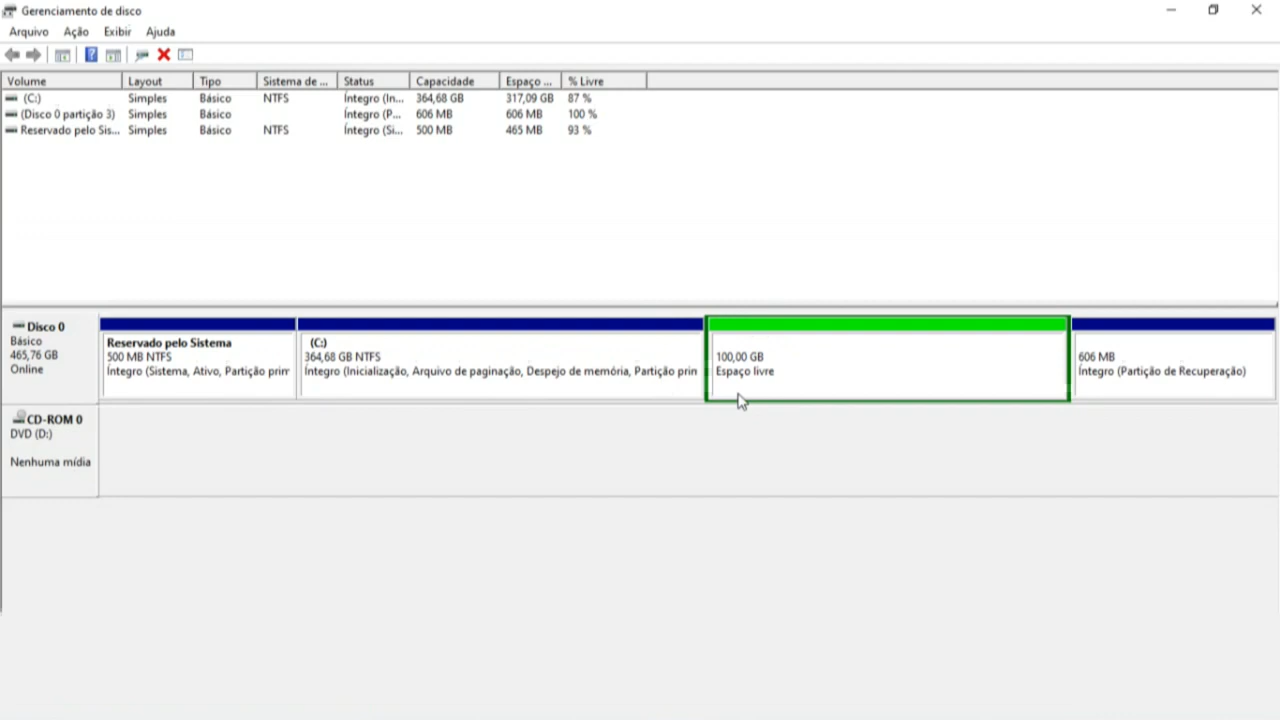 Gerenciamento de disco
Arquivo Ação Exibir Ajuda
Volume Layout Tipo Sistema de ... Status Capacidade Espaço ... % Livre
(C:) Simples Básico NTFS Íntegro (In... 364,68 GB 317,09 GB 87 %
(Disco 0 partição 3) Simples Básico Íntegro (P... 606 MB 606 MB 100 %
Reservado pelo Sis... Simples Básico NTFS Íntegro (Si... 500 MB 465 MB 93 %
Disco 0
Básico
465,76 GB
Online
Reservado pelo Sistema
500 MB NTFS
Íntegro (Sistema, Ativo, Partição prim
(C:)
364,68 GB NTFS
Íntegro (Inicialização, Arquivo de paginação, Despejo de memória, Partição prin
100,00 GB
Espaço livre
606 MB
Íntegro (Partição de Recuperação)
CD-ROM 0
DVD (D:)
Nenhuma mídia